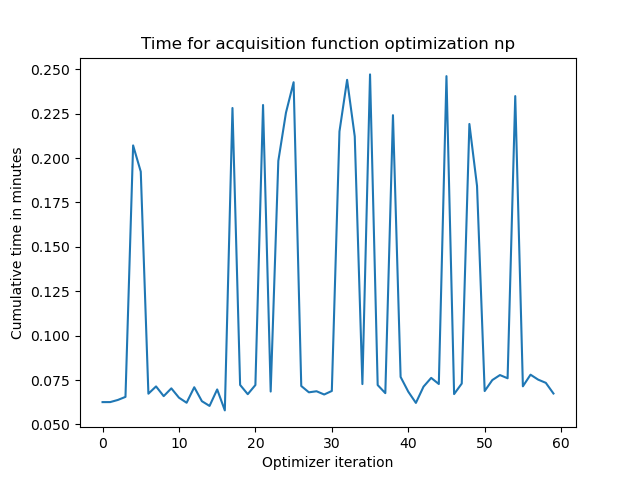 Time for acquisition function optimization np
Cumulative time in minutes
0.250
0.225
0.200
0.175
0.150
0.125
0.100
0.075
0.050
0 10 20 30 40 50 60
Optimizer iteration